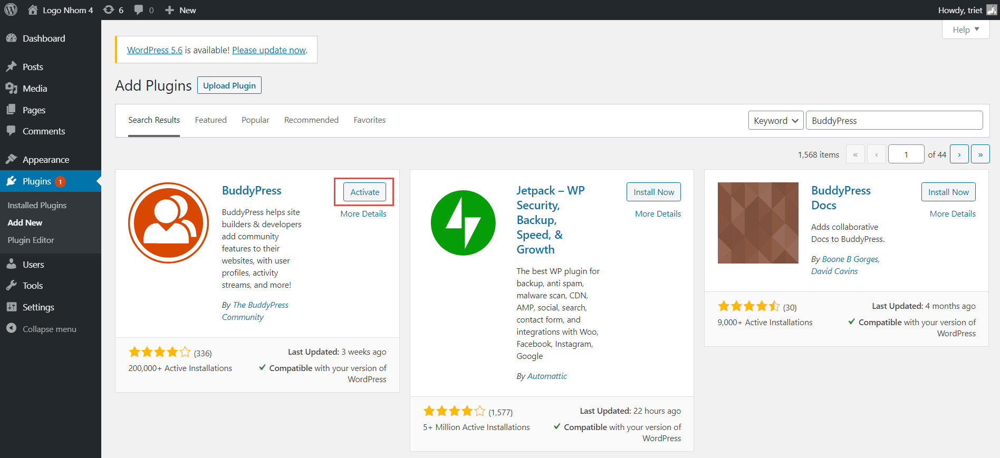 Logo Nhom 4 6 0 New Howdy, triet
Help
Dashboard
Posts
Media
Pages
Comments
Appearance
Plugins 1
Installed Plugins
Add New
Plugin Editor
Users
Tools
Settings
Collapse menu
WordPress 5.6 is available! Please update now.
Add Plugins Upload Plugin
Search Results Featured Popular Recommended Favorites Keyword BuddyPress
1,568 items « ‹ 1 of 44 › »
BuddyPress
Activate
More Details
BuddyPress helps site
builders & developers
add community
features to their
websites, with user
profiles, activity
streams, and more!
By The BuddyPress
Community
(336)
200,000+ Active Installations
Last Updated: 3 weeks ago
Compatible with your version of
WordPress
Jetpack – WP
Security,
Backup,
Speed, &
Growth
Install Now
More Details
The best WP plugin for
backup, anti spam,
malware scan, CDN,
AMP, social, search,
contact form, and
integrations with Woo,
Facebook, Instagram,
Google
By Automattic
(1,577)
5+ Million Active Installations
Last Updated: 22 hours ago
Compatible with your version of
WordPress
BuddyPress
Docs
Install Now
More Details
Adds collaborative
Docs to BuddyPress.
By Boone B Gorges,
David Cavins
(30)
9,000+ Active Installations
Last Updated: 4 months ago
Compatible with your version of
WordPress